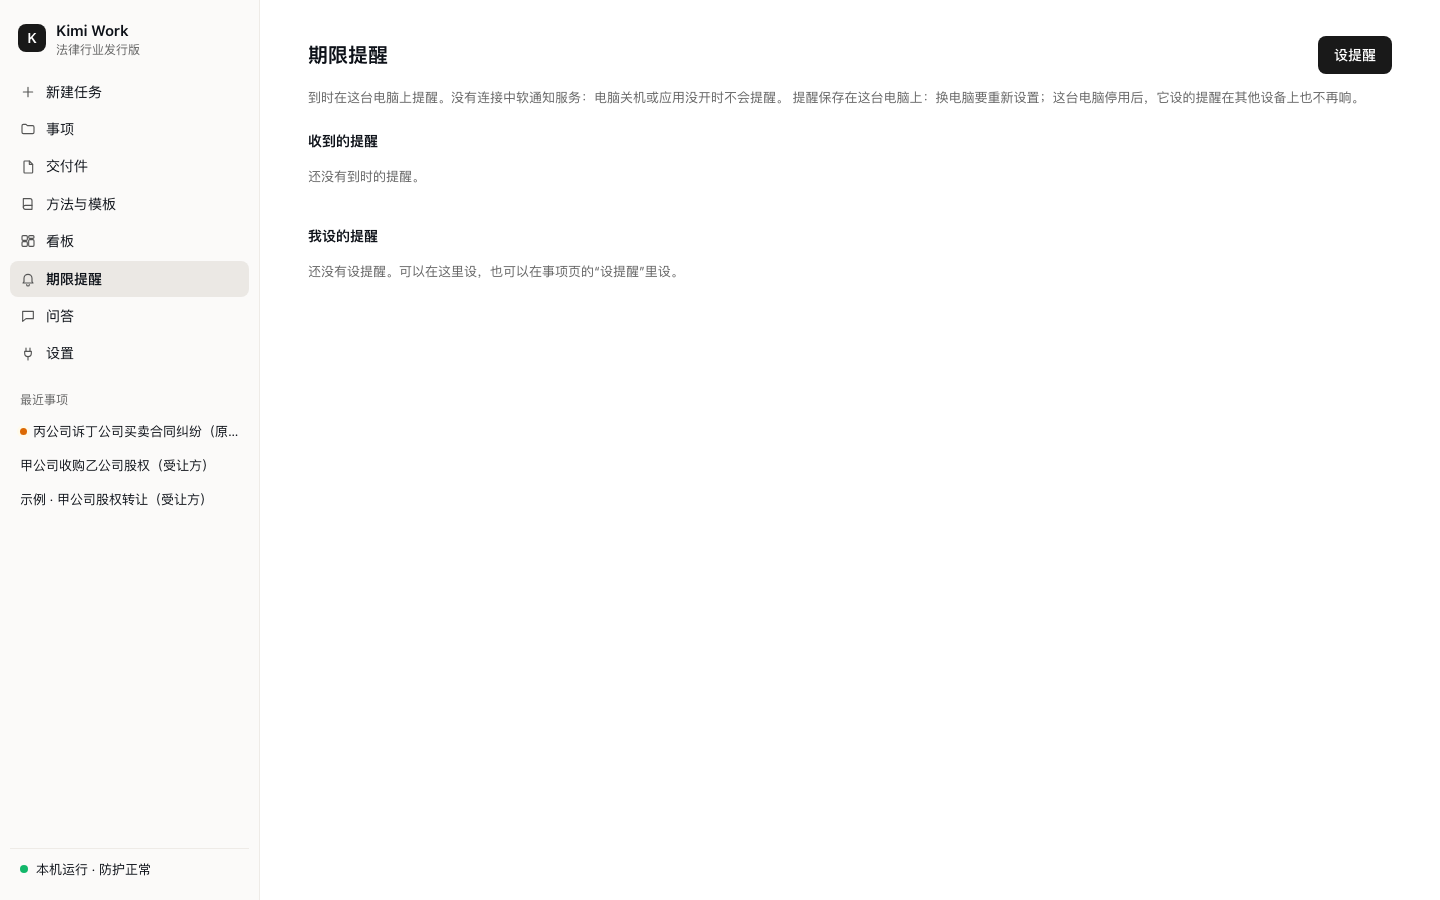 K
Kimi Work
法律行业发行版
新建任务
事项
交付件
方法与模板
看板
期限提醒
问答
设置
最近事项
丙公司诉丁公司买卖合同纠纷（原...
甲公司收购乙公司股权（受让方）
示例 · 甲公司股权转让（受让方）
本机运行 · 防护正常
期限提醒
设提醒
到时在这台电脑上提醒。没有连接中软通知服务：电脑关机或应用没开时不会提醒。 提醒保存在这台电脑上：换电脑要重新设置；这台电脑停用后，它设的提醒在其他设备上也不再响。
收到的提醒
还没有到时的提醒。
我设的提醒
还没有设提醒。可以在这里设，也可以在事项页的“设提醒”里设。